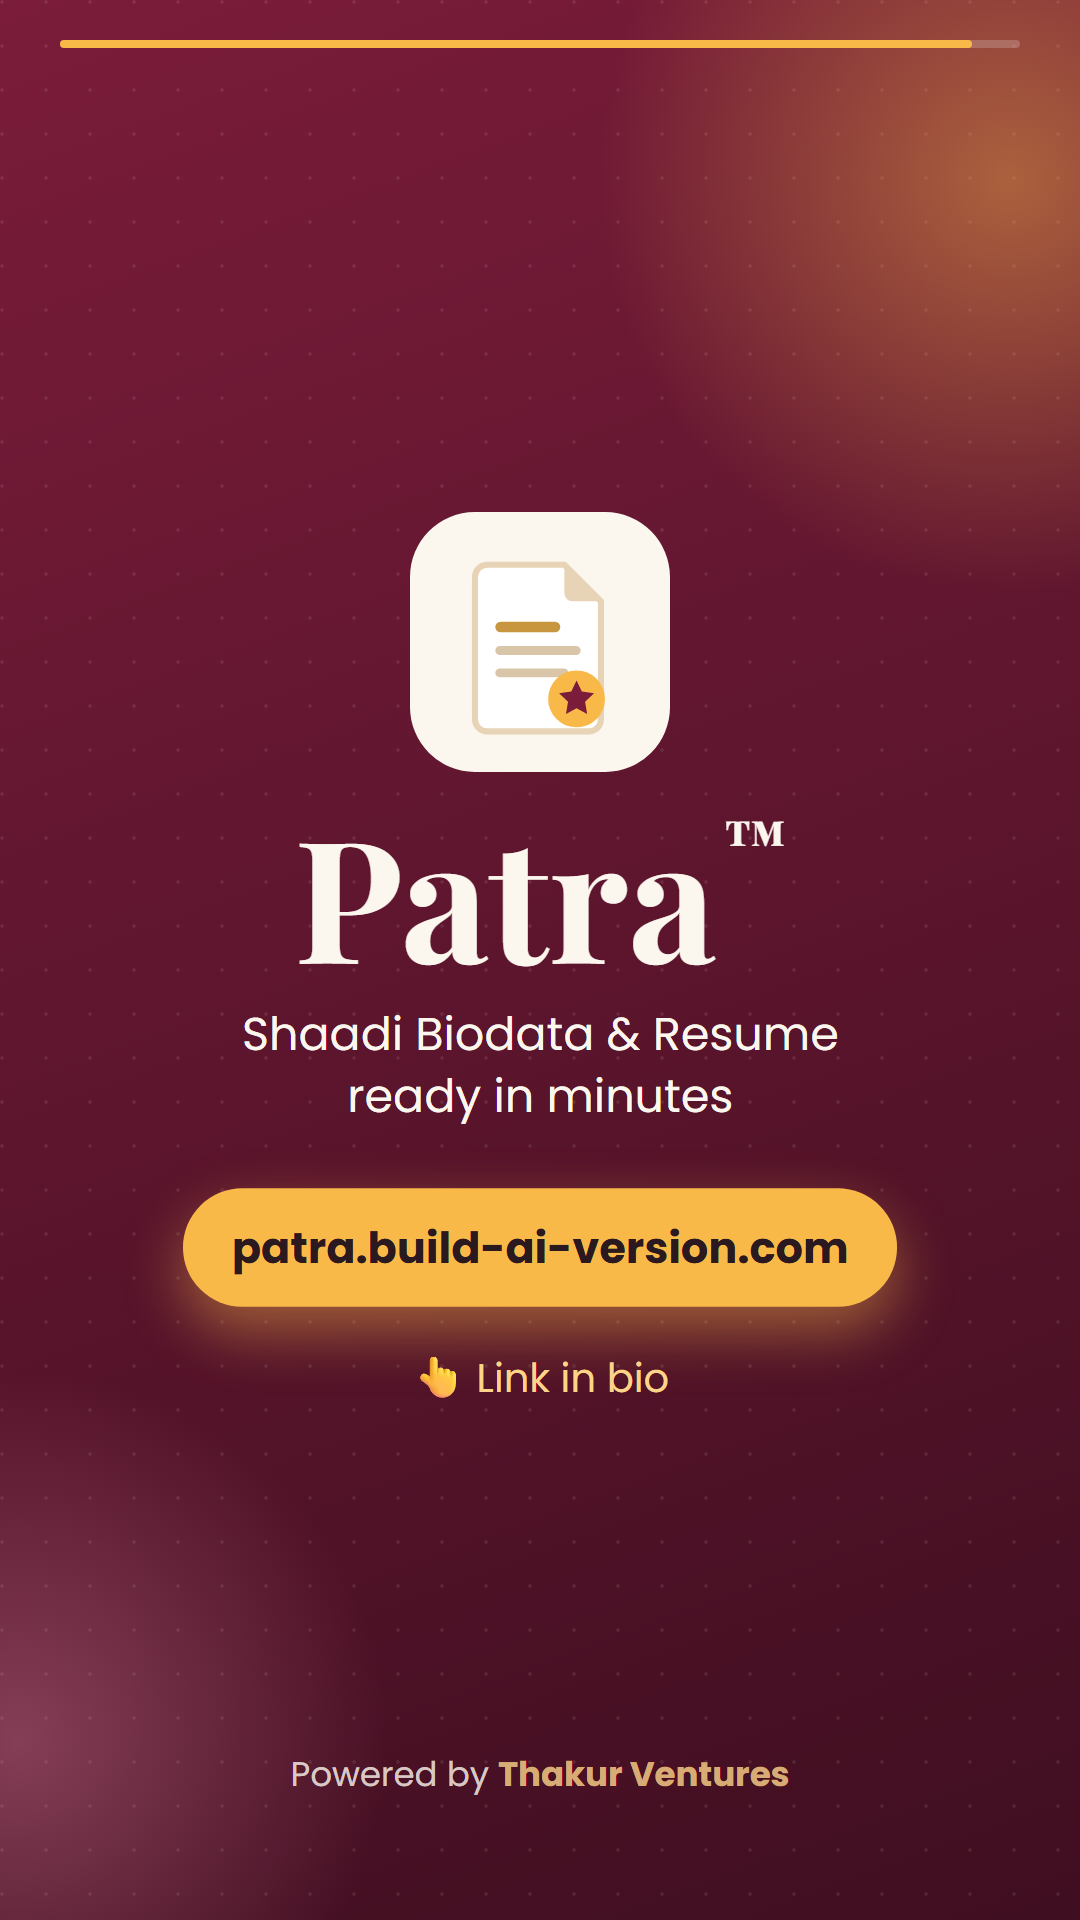 Patra™
Shaadi Biodata & Resume
ready in minutes
patra.build-ai-version.com
👆 Link in bio
Powered by Thakur Ventures